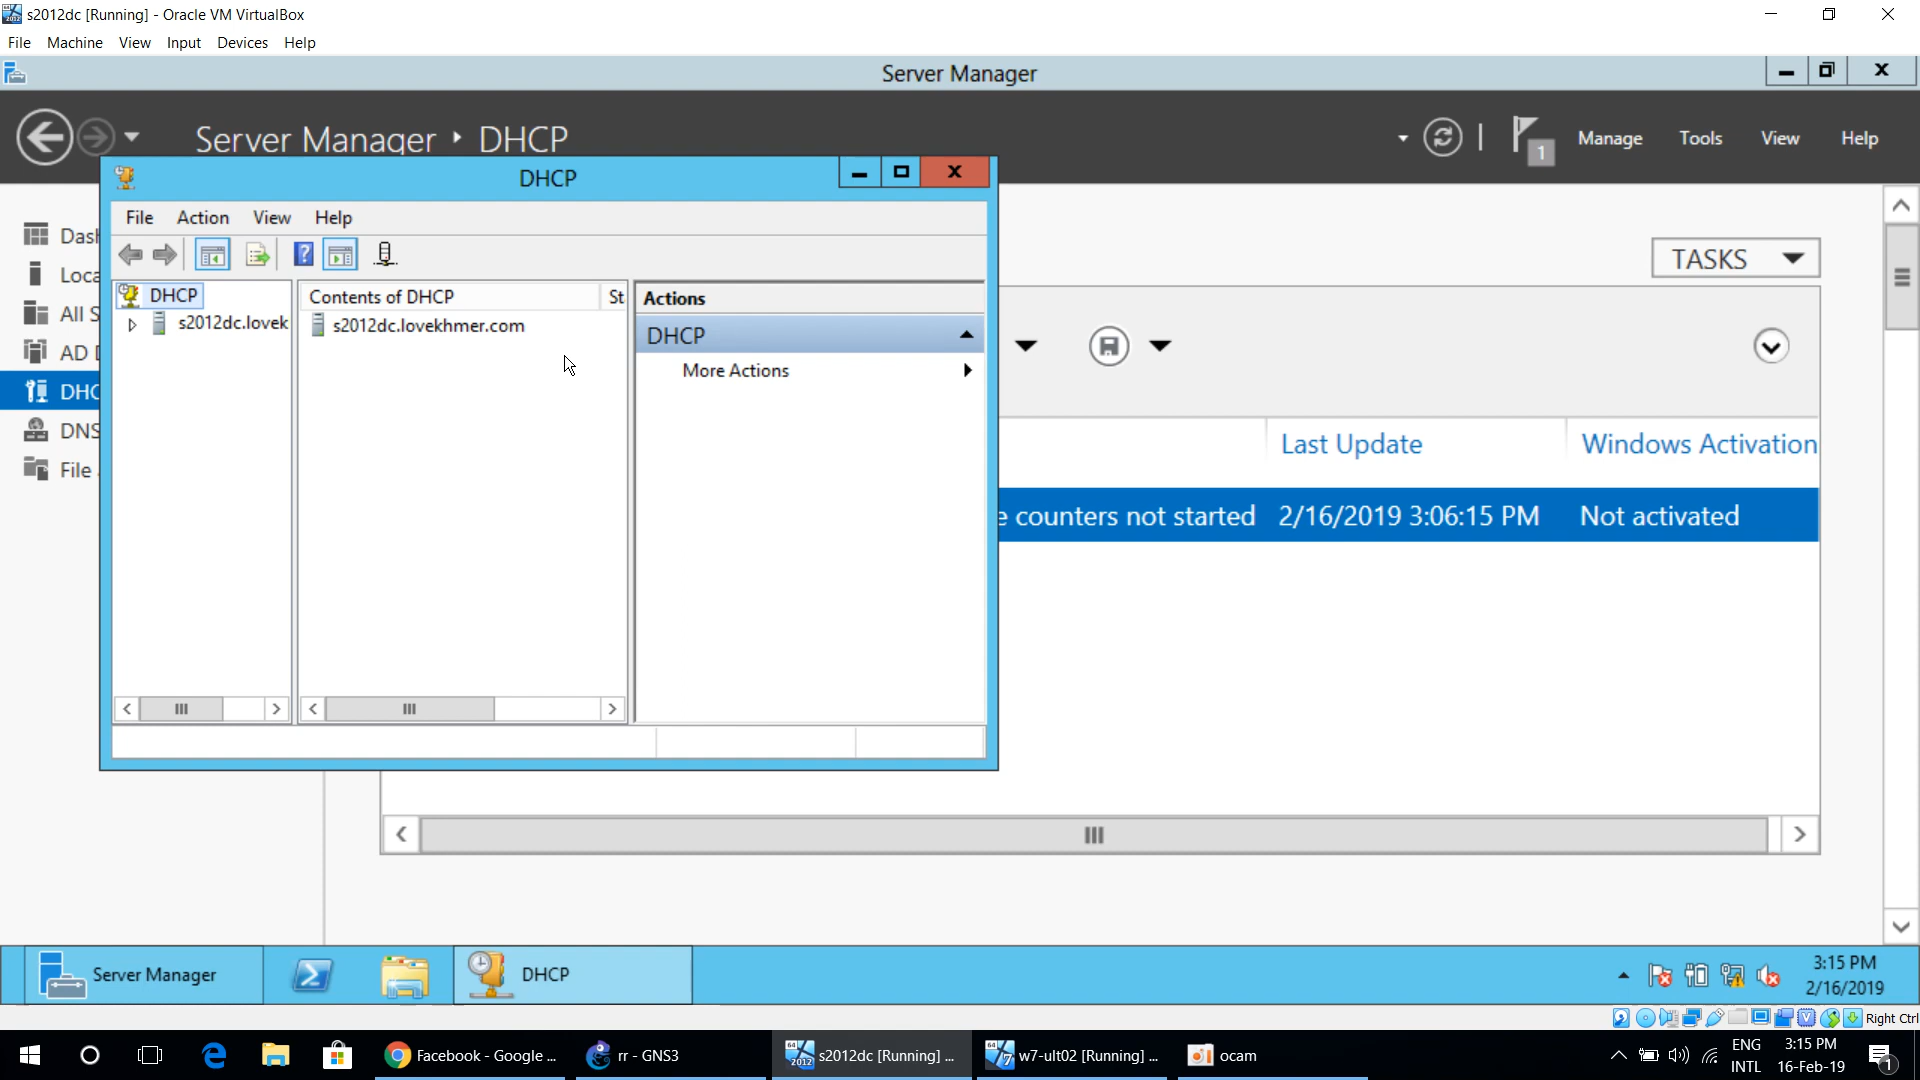 s2012dc [Running] - Oracle VM VirtualBox
File Machine View Input Devices Help
Server Manager
Server Manager DHCP
1
Manage Tools View Help
DHCP
File Action View Help
DHCP
s2012dc.lovek
Contents of DHCP St
s2012dc.lovekhmer.com
Actions
DHCP
More Actions
Das
Loca
All S
AD D
DHC
DNS
File
TASKS
Last Update Windows Activation
e counters not started 2/16/2019 3:06:15 PM Not activated
Server Manager
DHCP
3:15 PM
2/16/2019
Right Ctrl
Facebook - Google ...
rr - GNS3
s2012dc [Running] ...
w7-ult02 [Running] ...
ocam
ENG
INTL
3:15 PM
16-Feb-19
1